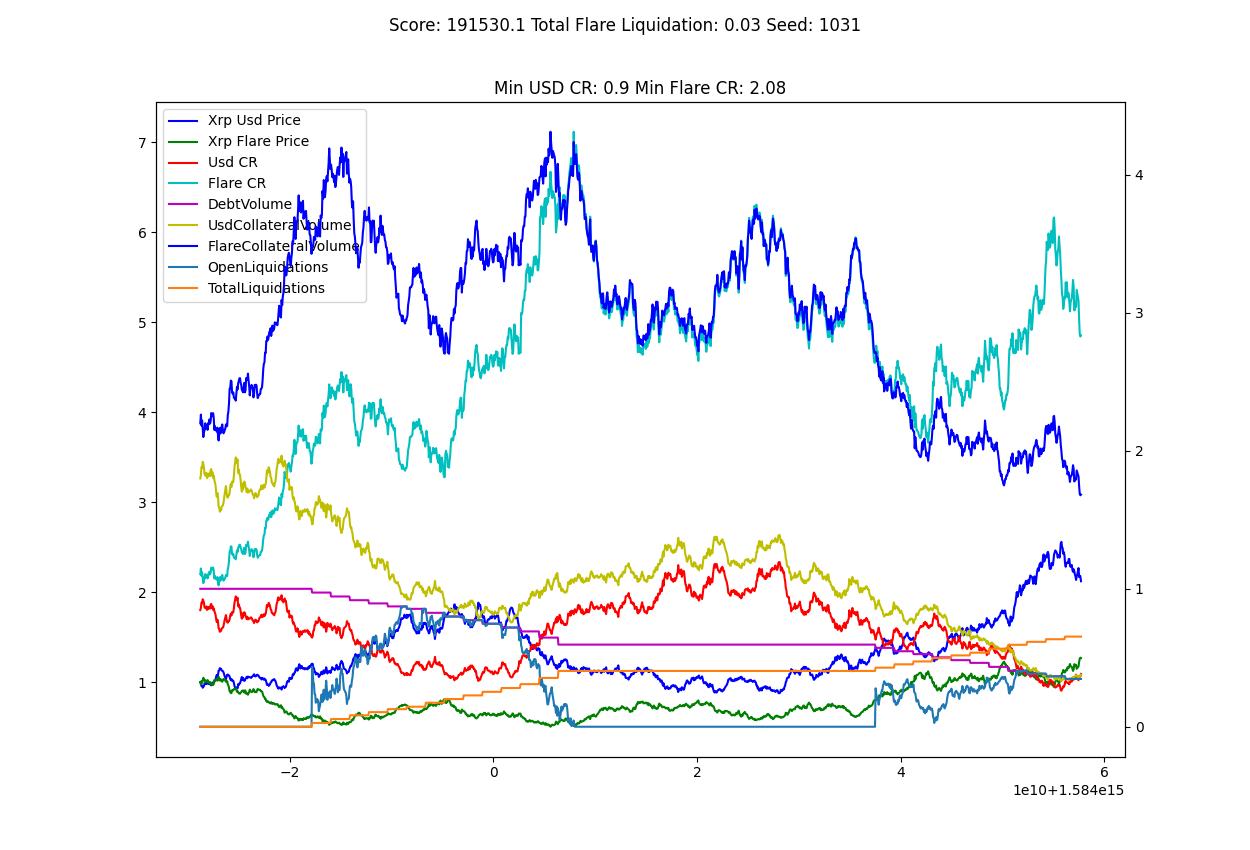 Score: 191530.1 Total Flare Liquidation: 0.03 Seed: 1031
Min USD CR: 0.9 Min Flare CR: 2.08
Xrp Usd Price
Xrp Flare Price
Usd CR
Flare CR
DebtVolume
UsdCollateralVolume
FlareCollateralVolume
OpenLiquidations
TotalLiquidations
7
6
5
4
3
2
1
4
3
2
1
0
−2
0
2
4
6
1e10+1.584e15